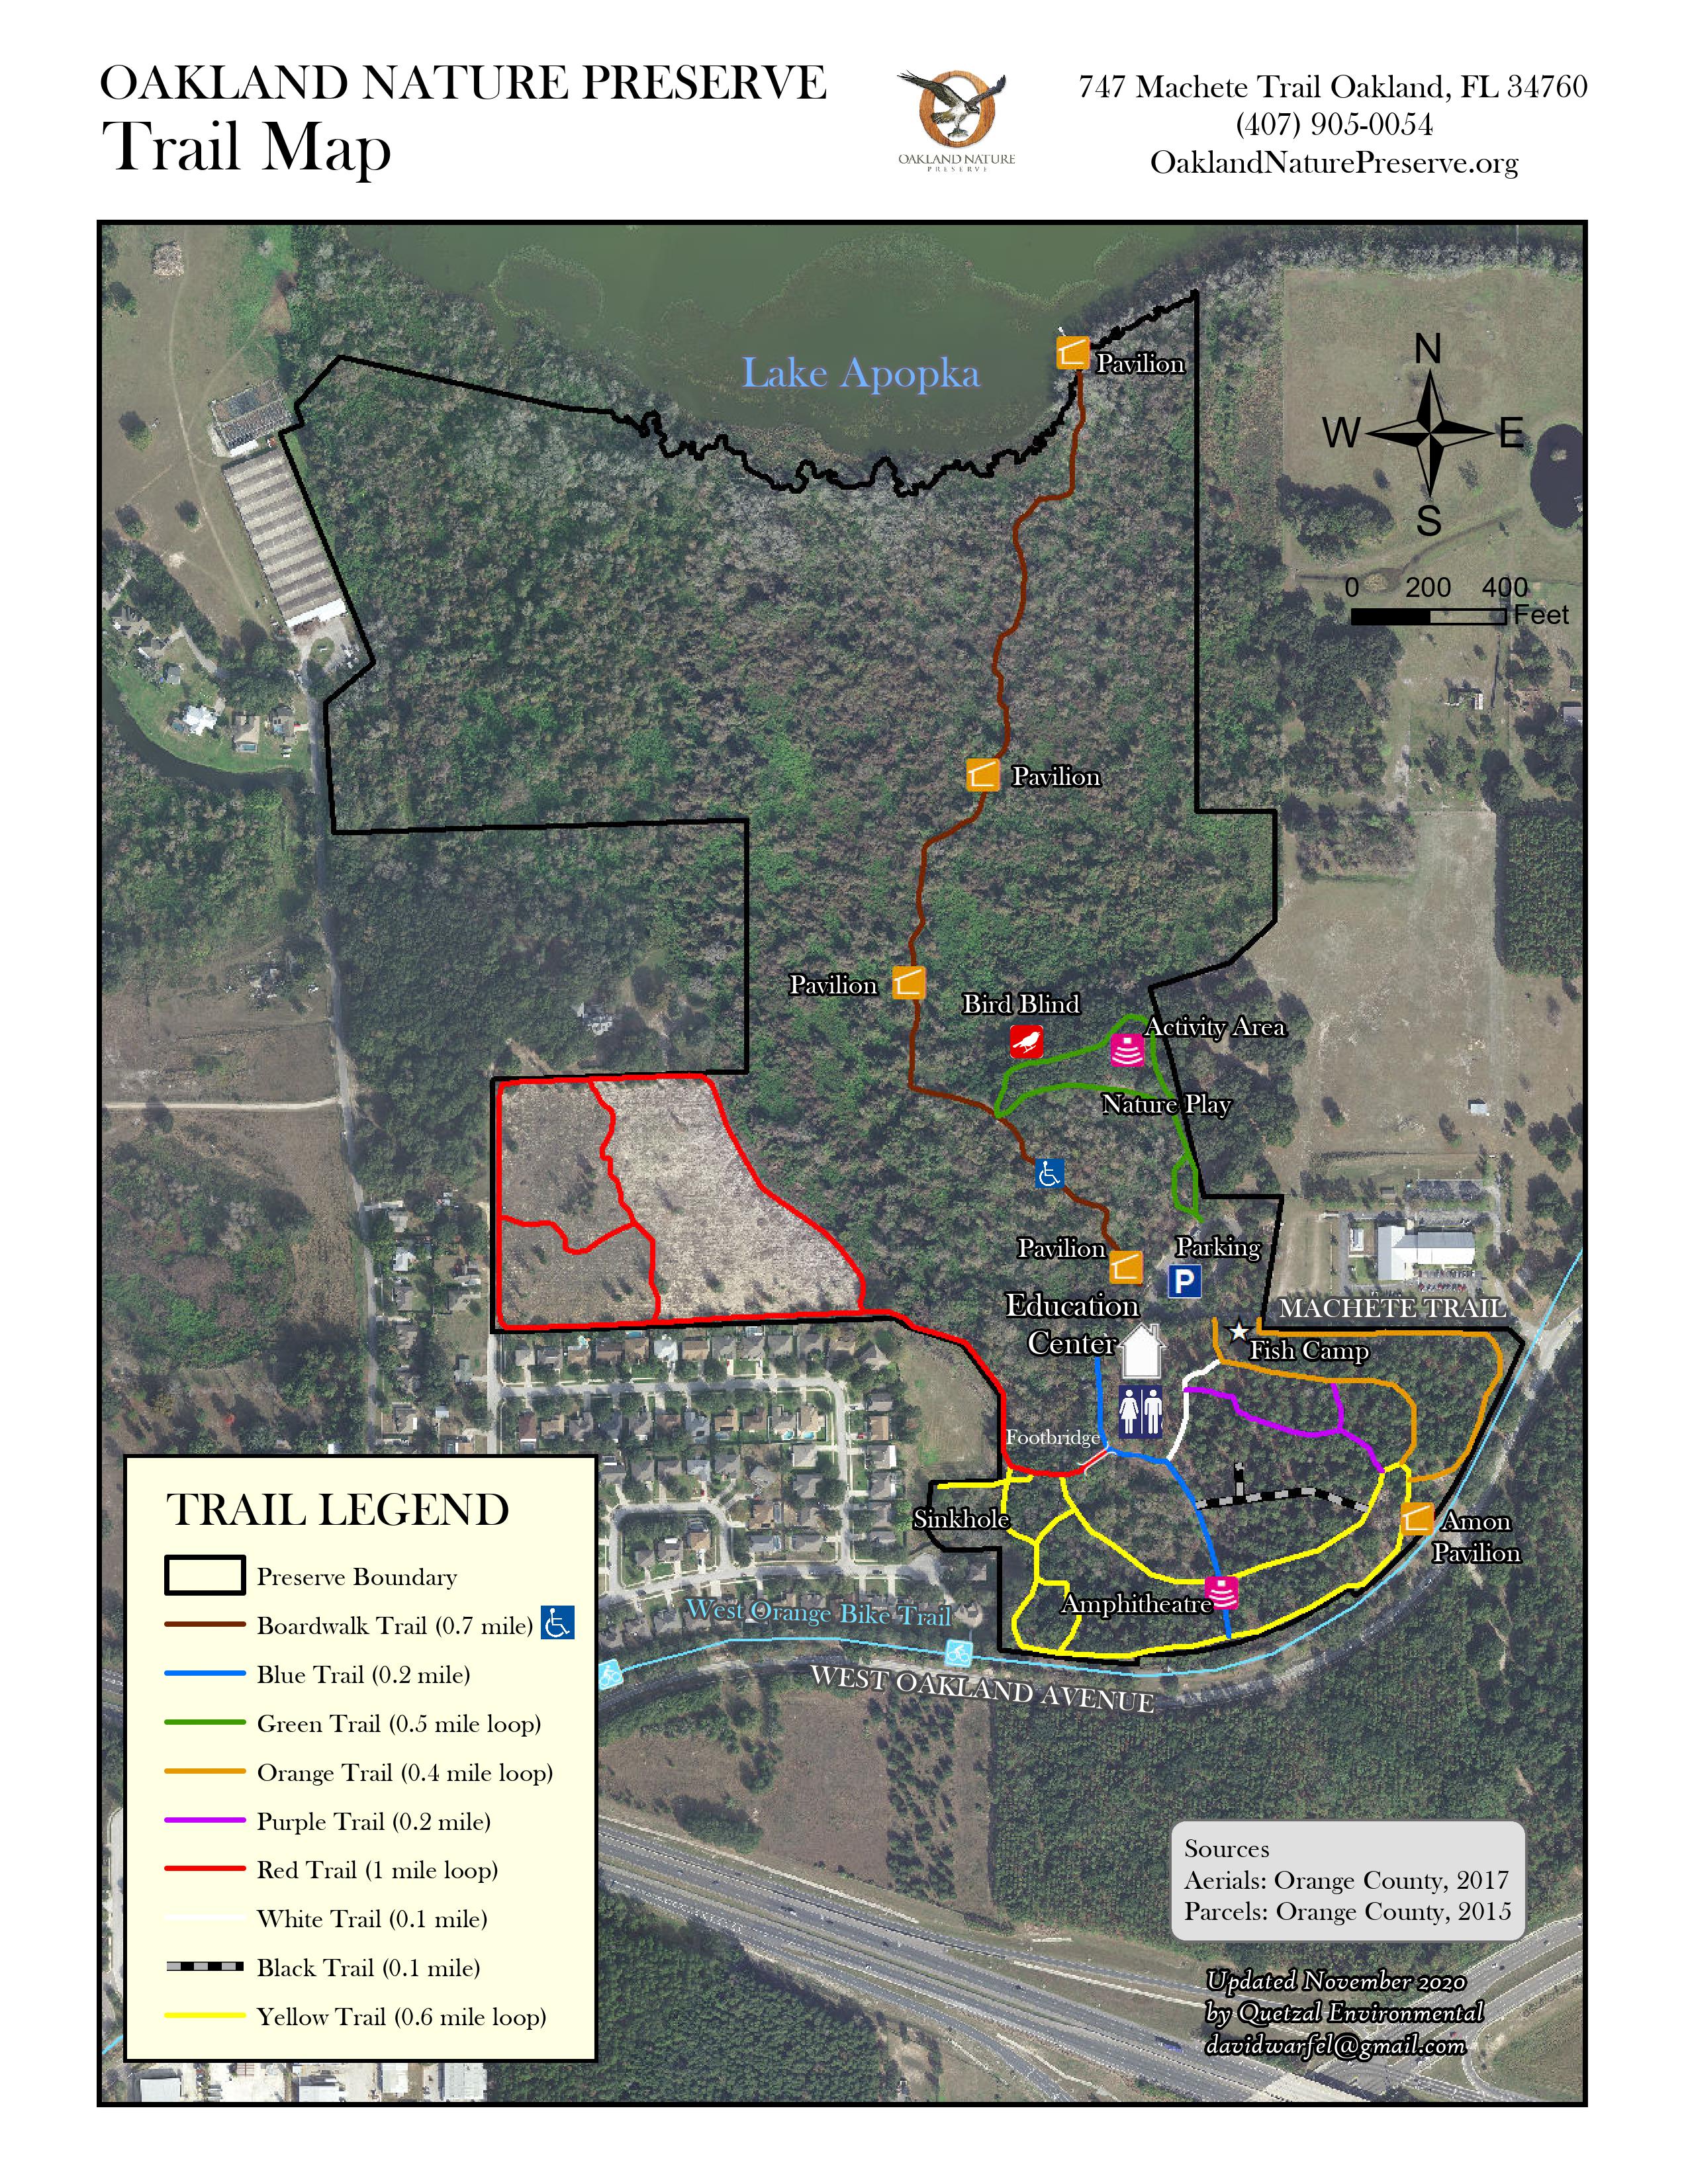 OAKLAND NATURE PRESERVE
Trail Map
OAKLAND NATURE
PRESERVE
747 Machete Trail Oakland, FL 34760
(407) 905-0054
OaklandNaturePreserve.org
Lake Apopka
Pavilion
N
W
E
S
0 200 400
Feet
Pavilion
Pavilion
Bird Blind
Activity Area
Nature Play
Pavilion
Parking
P
Education
Center
MACHETE TRAIL
Fish Camp
Footbridge
Sinkhole
Amon
Pavilion
Amphitheatre
West Orange Bike Trail
WEST OAKLAND AVENUE
TRAIL LEGEND
Preserve Boundary
Boardwalk Trail (0.7 mile)
Blue Trail (0.2 mile)
Green Trail (0.5 mile loop)
Orange Trail (0.4 mile loop)
Purple Trail (0.2 mile)
Red Trail (1 mile loop)
White Trail (0.1 mile)
Black Trail (0.1 mile)
Yellow Trail (0.6 mile loop)
Sources
Aerials: Orange County, 2017
Parcels: Orange County, 2015
Updated November 2020
by Quetzal Environmental
davidwarfel@gmail.com